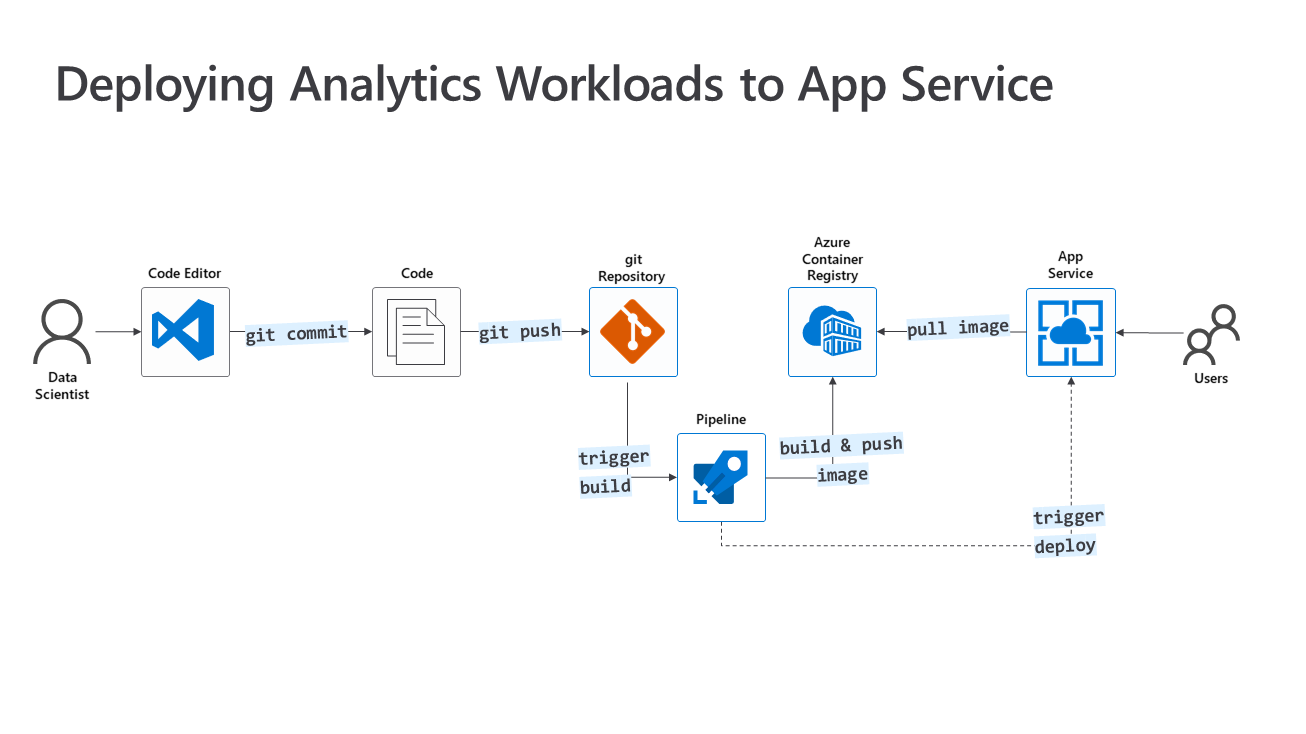 Deploying Analytics Workloads to App Service
Data
Scientist
Code Editor
git commit
Code
git push
git
Repository
trigger
build
Pipeline
build & push
image
Azure
Container
Registry
pull image
App
Service
trigger
deploy
Users